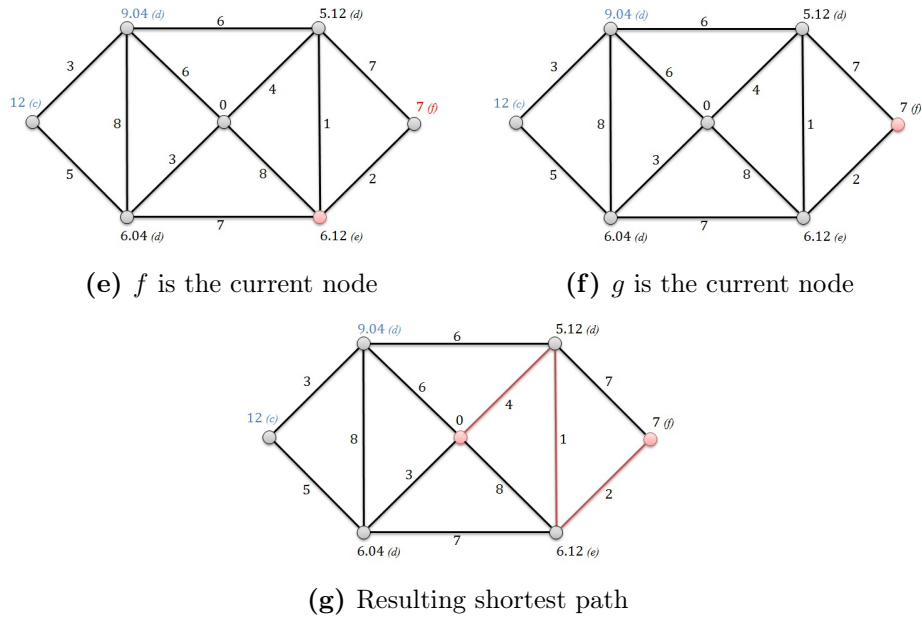 9.04 (d) 6 5.12 (d) 9.04 (d) 6 5.12 (d)
3 6 7 3 6 7
12 (c) 0 4 7 (f) 12 (c) 0 4 7 (f)
8 1 8 1
5 3 8 2 5 3 8 2
7 7
6.04 (d) 6.12 (e) 6.04 (d) 6.12 (e)
(e) f is the current node (f) g is the current node
9.04 (d) 6 5.12 (d)
3 6 7
12 (c) 0 4 7 (f)
8 1
5 3 8 2
7
6.04 (d) 6.12 (e)
(g) Resulting shortest path